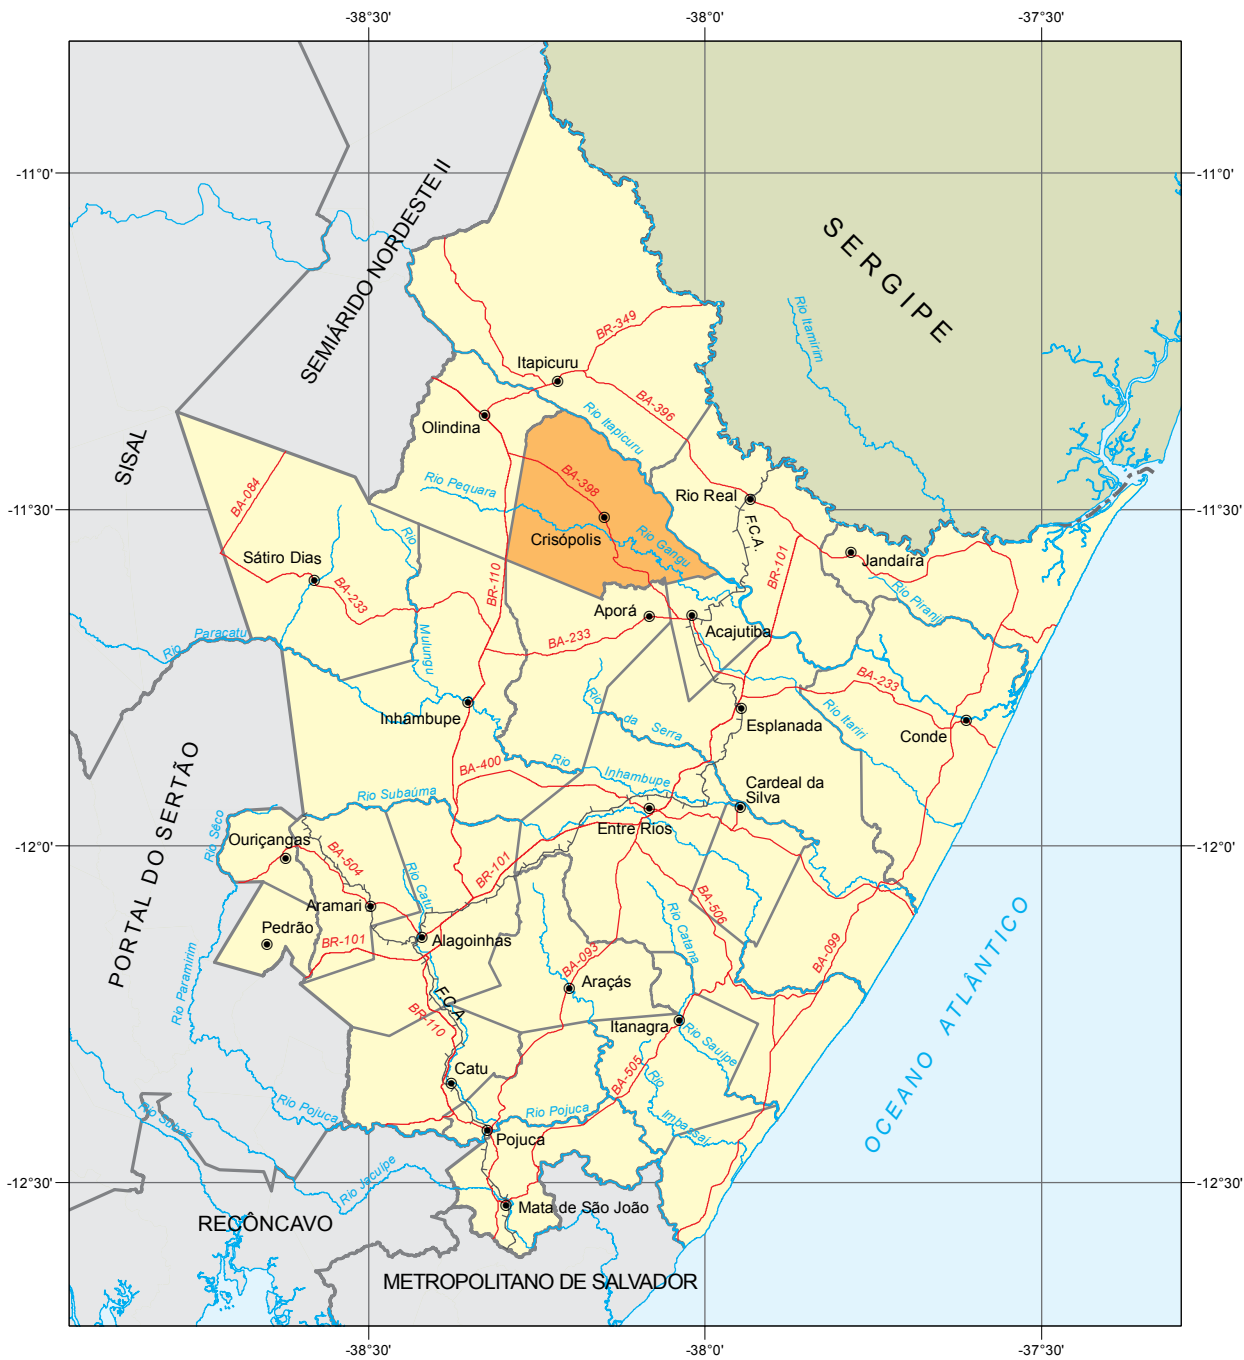 -38°30'
-38°0'
-37°30'
-11°0'
-11°0'
SEMIÁRIDO NORDESTE II
SERGIPE
Rio Itamirim
BR-349
Itapicuru
BA-396
Rio Itapicuru
Olindina
SISAL
BA-084
Rio Pequara
BA-398
Rio Real
-11°30'
-11°30'
Crisópolis
Rio Gangu
F.C.A.
BR-101
Jandaíra
Rio
Sátiro Dias
BA-233
BR-110
Rio Piranji
Aporá
Acajutiba
Rio
Paracatu
Mulungu
BA-233
BA-233
Rio
da
Serra
Rio Itariri
Inhambupe
Esplanada
Conde
PORTAL DO SERTÃO
BA-400
Rio
Inhambupe
Cardeal da
Silva
Rio Subaúma
Entre Rios
Rio Sêco
Ouriçangas
-12°0'
-12°0'
BA-504
BR-101
Rio Catu
Aramari
BA-506
Pedrão
BR-101
Alagoinhas
Rio Catana
BA-099
Rio Paramirim
BA-093
Araçás
F.C.A
BR-110
Itanagra
Rio Sauípe
OCEANO ATLÂNTICO
Catu
BA-505
Rio
Imbassaí
Rio Subaé
Rio Pojuca
Rio Pojuca
Pojuca
Rio Jacuípe
-12°30'
-12°30'
Mata de São João
RECÔNCAVO
METROPOLITANO DE SALVADOR
-38°30'
-38°0'
-37°30'